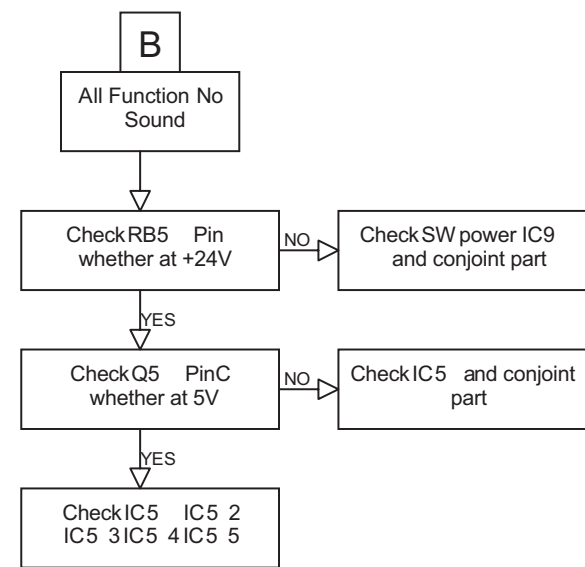 B
All Function No
Sound
Check RB5 Pin
whether at +24V
NO
Check SW power IC9
and conjoint part
YES
Check Q5 PinC
whether at 5V
NO
Check IC5 and conjoint
part
YES
Check IC5 IC5 2
IC5 3 IC5 4 IC5 5